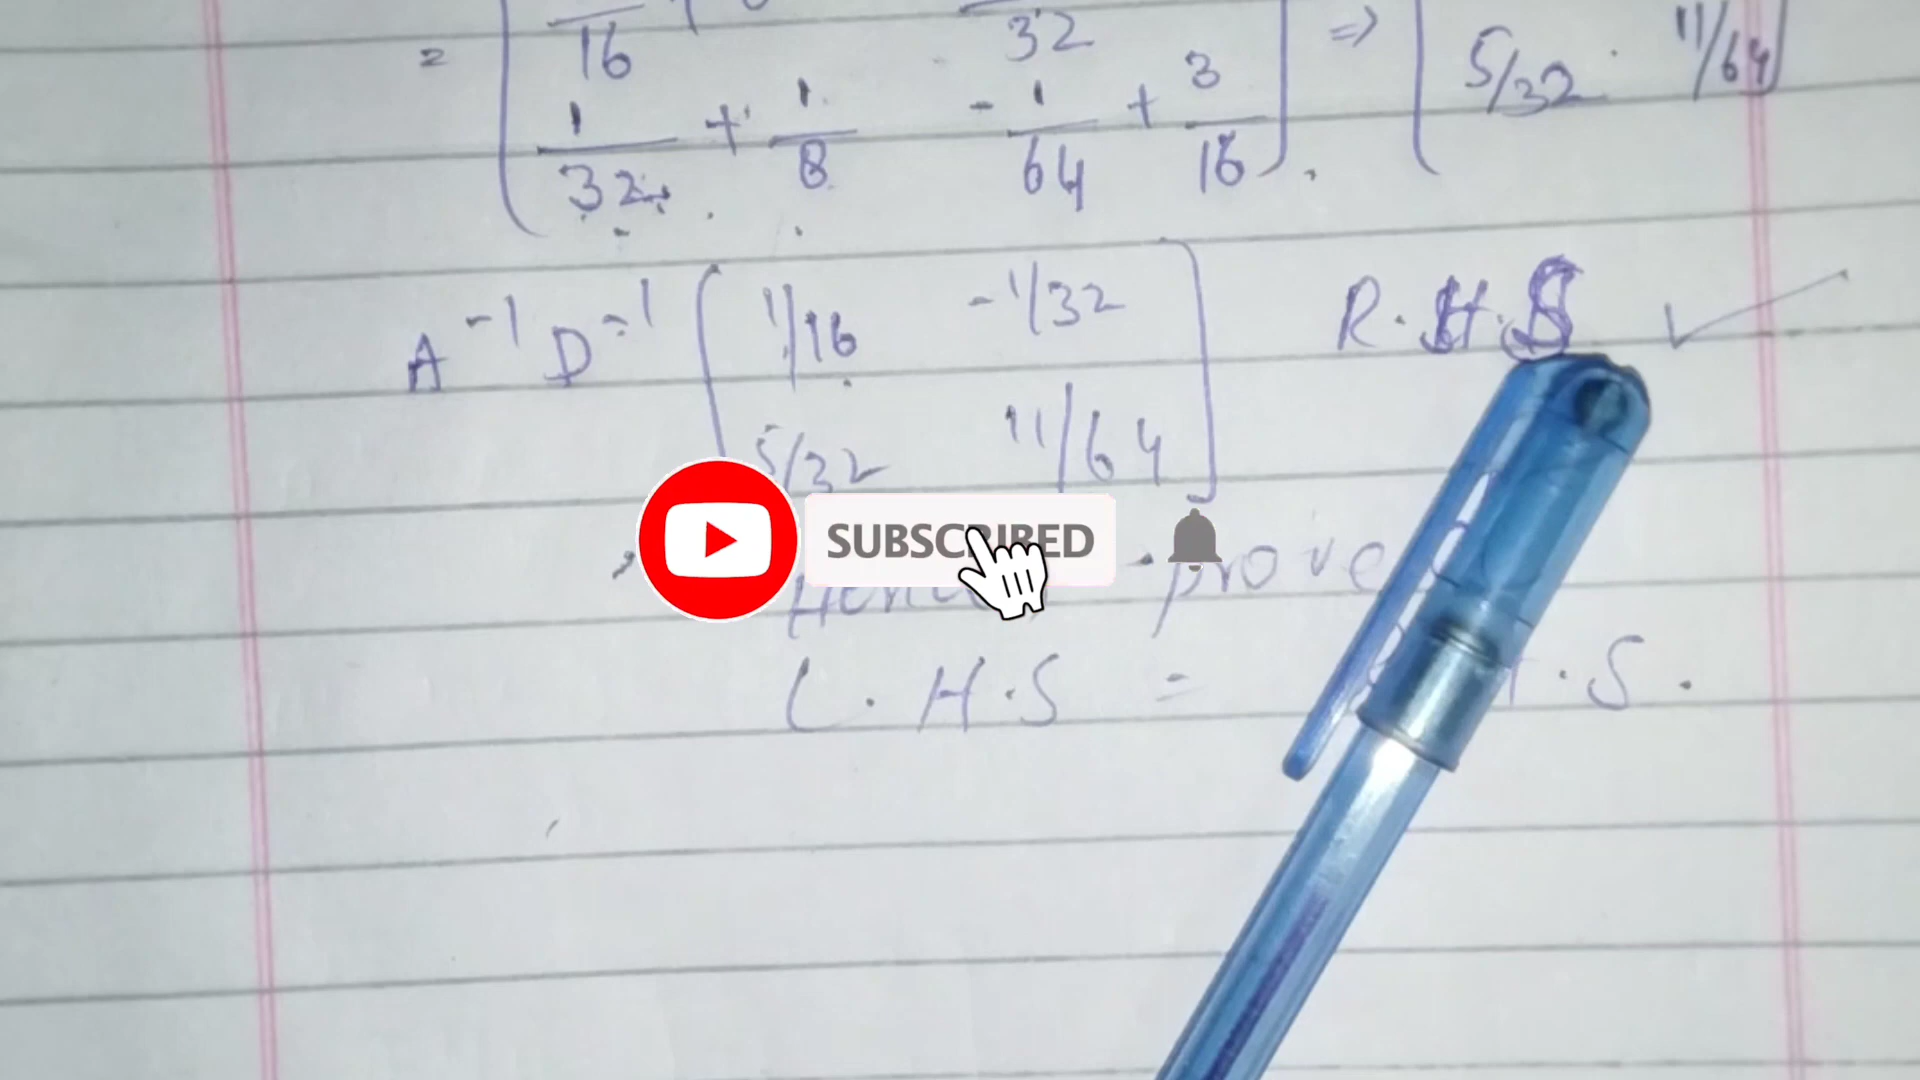 = 16 + 32 ⇒ 5/32 11/64
1/32 + 1/8 -1/64 + 3/16
A⁻¹ D⁻¹ 1/16 -1/32 R.H.S ✓
5/32 11/64
SUBSCRIBED
Hence prove
L.H.S = .S.